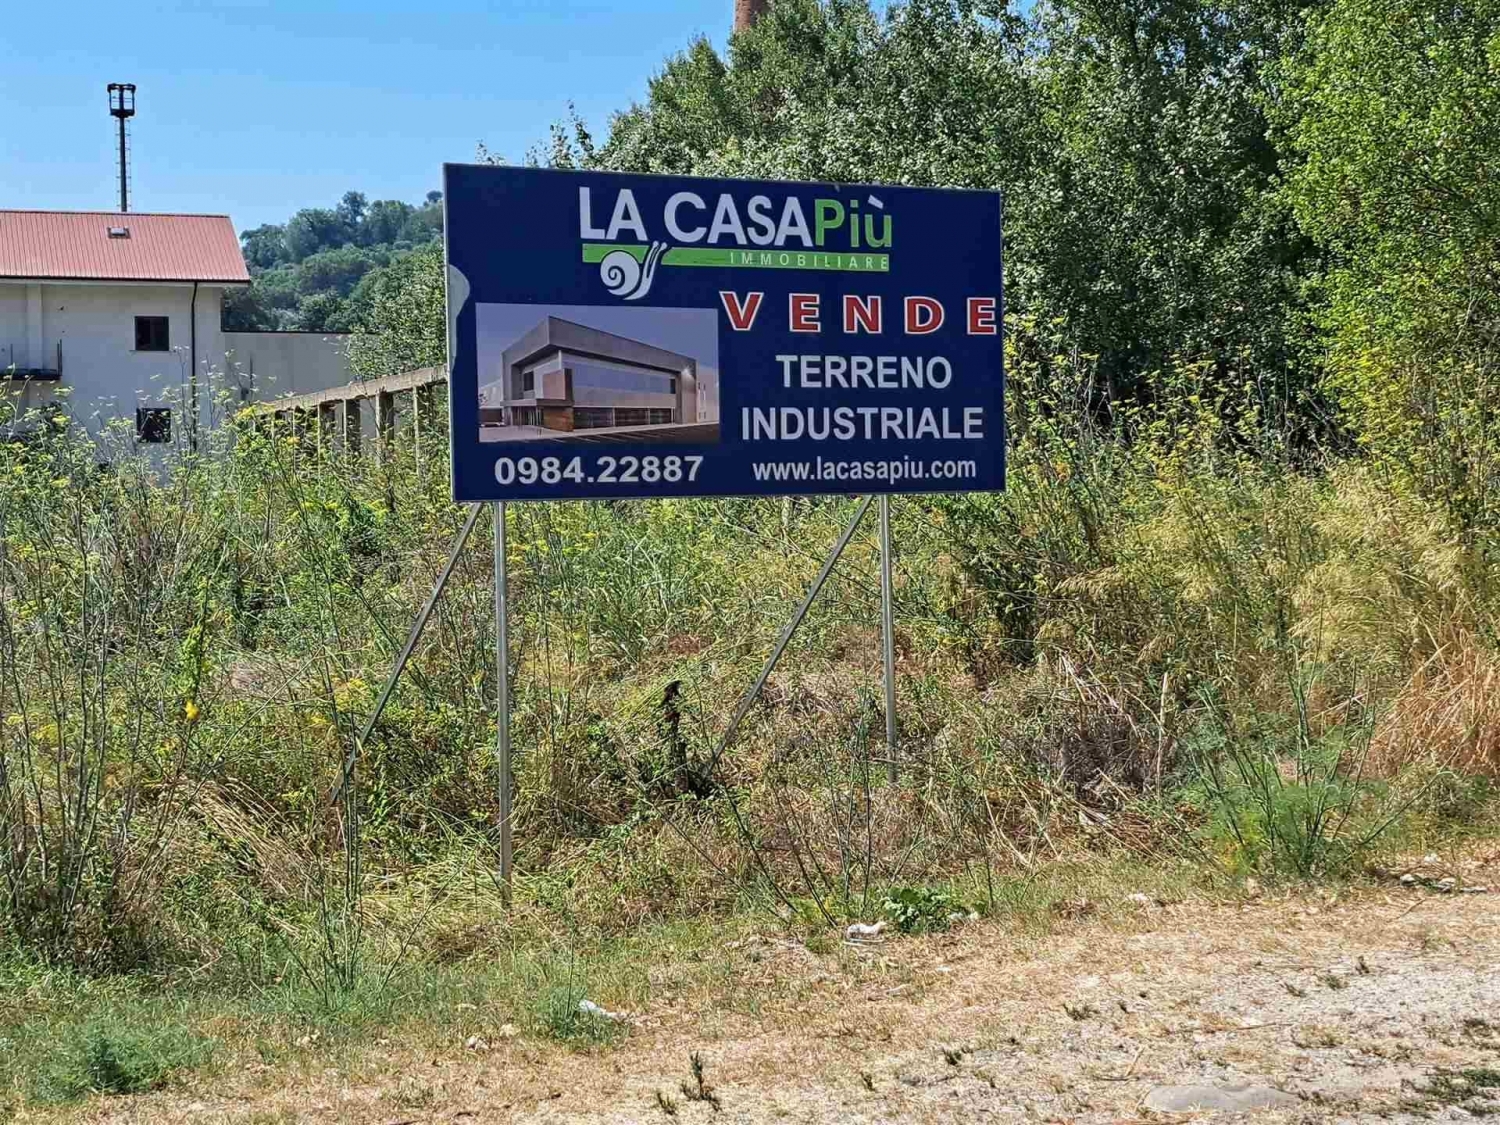 LA CASAPiù
IMMOBILIARE
VENDE
TERRENO
INDUSTRIALE
0984.22887
www.lacasapiu.com